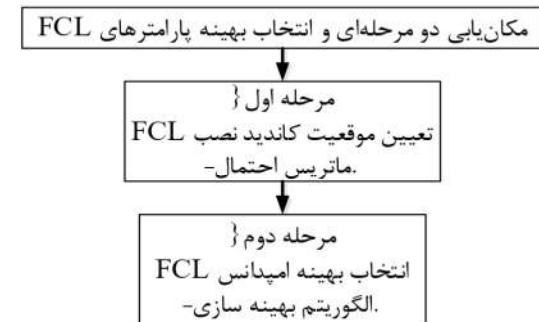 مکان‌یابی دو مرحله‌ای و انتخاب بهینه پارامترهای FCL
مرحله اول {
تعیین موقعیت کاندید نصب FCL
.ماتریس احتمال-
مرحله دوم {
انتخاب بهینه امپدانس FCL
.الگوریتم بهینه سازی-